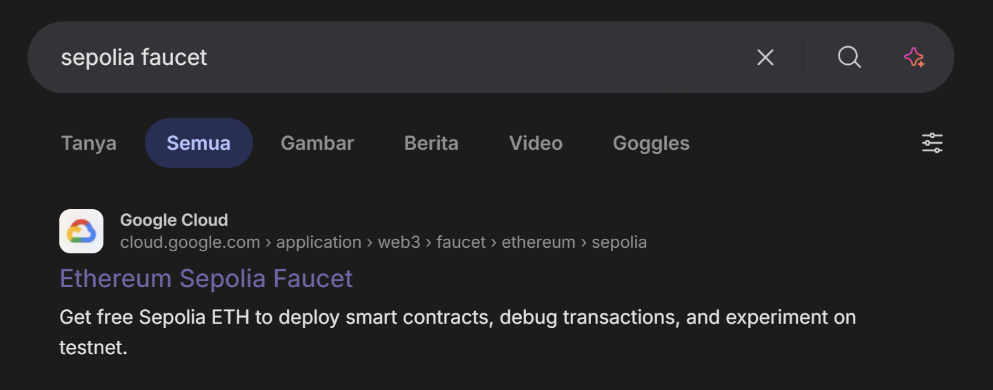 sepolia faucet
Tanya Semua Gambar Berita Video Goggles
Google Cloud
cloud.google.com › application › web3 › faucet › ethereum › sepolia
Ethereum Sepolia Faucet
Get free Sepolia ETH to deploy smart contracts, debug transactions, and experiment on
testnet.